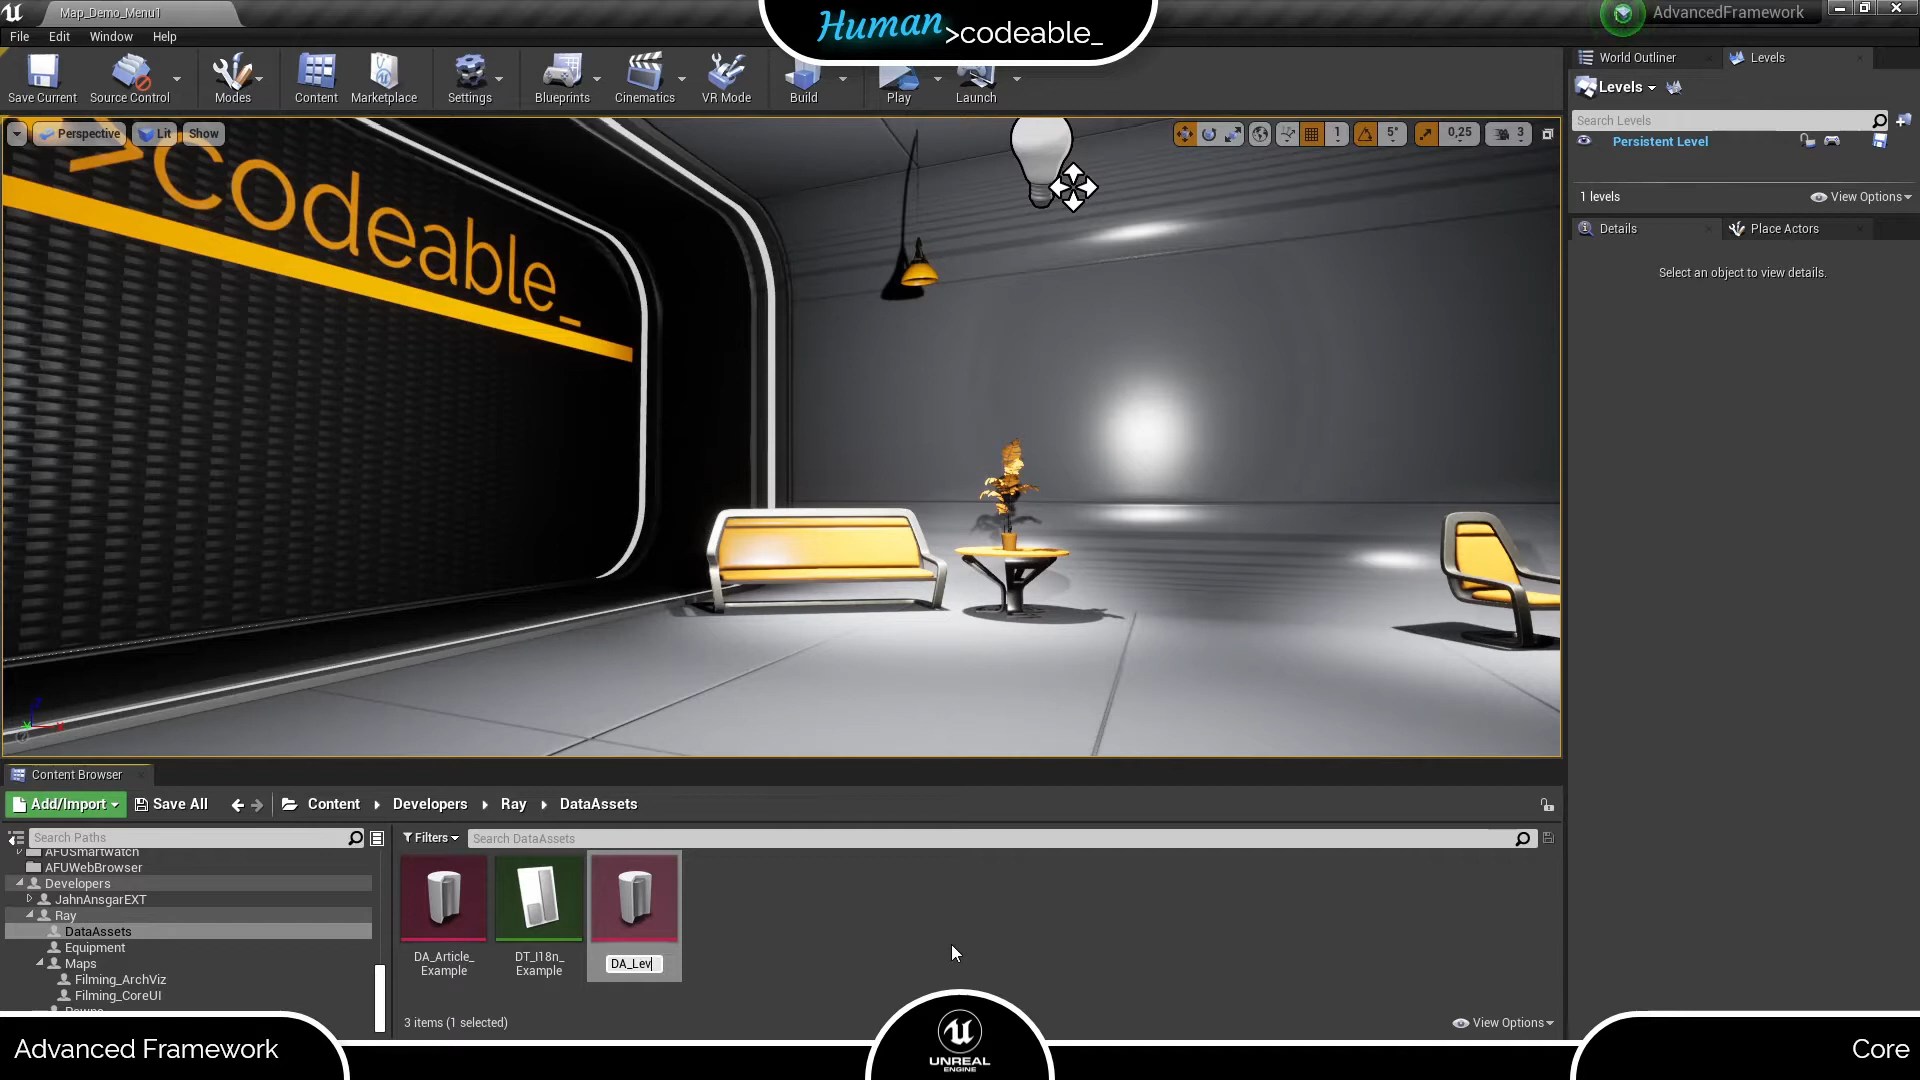 Map_Demo_Menu1
Human >codeable_
AdvancedFramework
File Edit Window Help
Save Current
Source Control
Modes
Content
Marketplace
Settings
Blueprints
Cinematics
VR Mode
Build
Play
Launch
World Outliner
Levels
Levels
Search Levels
Persistent Level
1 levels
View Options
Details
Place Actors
Select an object to view details.
Perspective
Lit
Show
1
5°
0,25
3
>Codeable_
Content Browser
Add/Import
Save All
Content
Developers
Ray
DataAssets
Search Paths
Filters
Search DataAssets
AFUSmartwatch
AFUWebBrowser
Developers
JahnAnsgarEXT
Ray
DataAssets
Equipment
Maps
Filming_ArchViz
Filming_CoreUI
DA_Article_
Example
DT_I18n_
Example
DA_Lev
3 items (1 selected)
View Options
Advanced Framework
UNREAL
ENGINE
Core